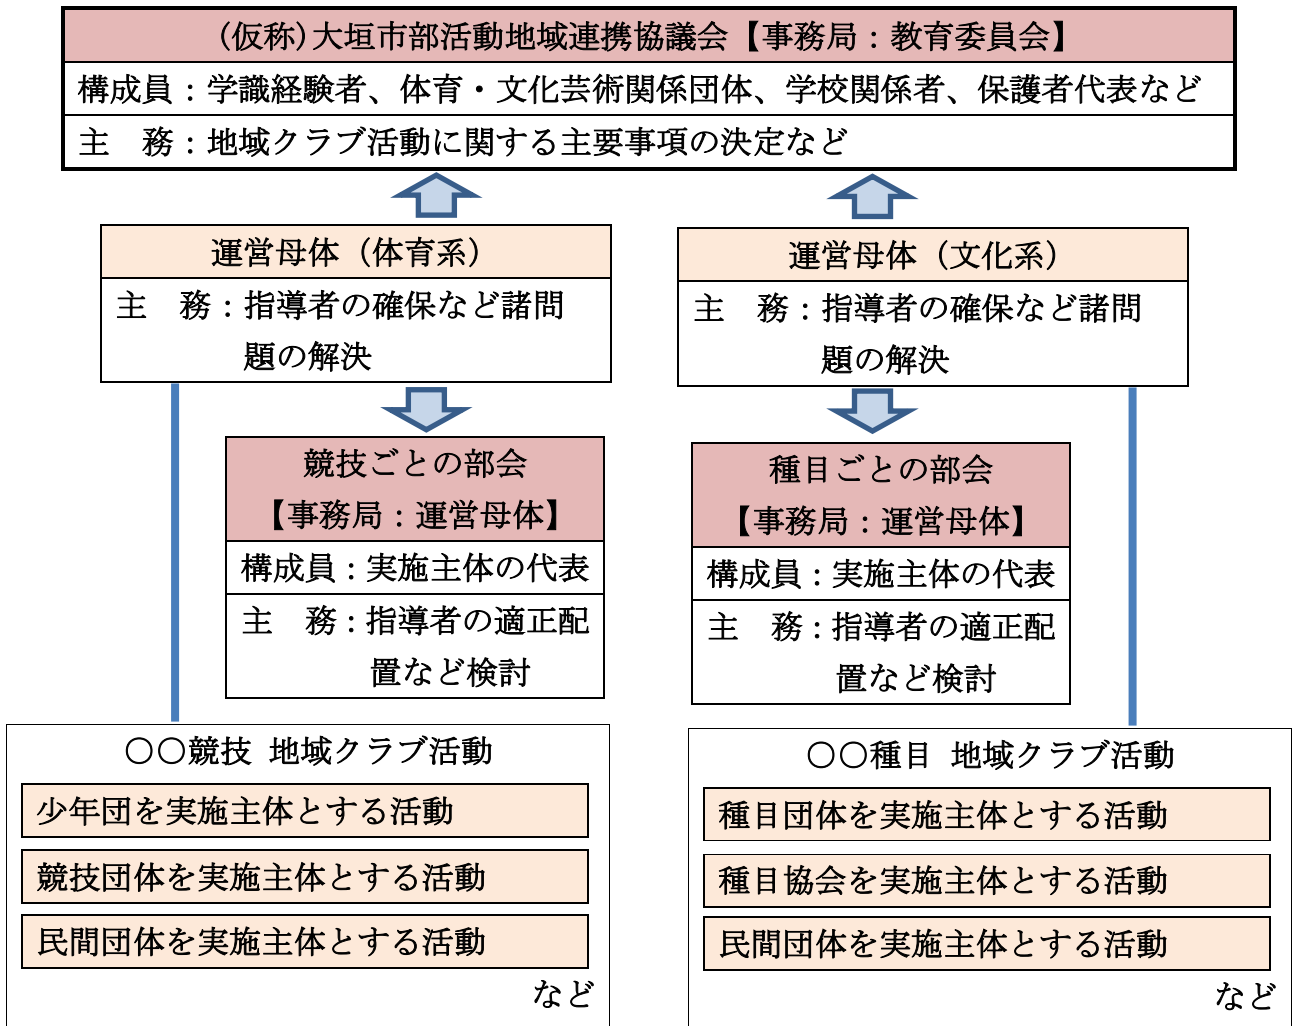 (仮称)大垣市部活動地域連携協議会【事務局：教育委員会】
構成員：学識経験者、体育・文化芸術関係団体、学校関係者、保護者代表など
主　務：地域クラブ活動に関する主要事項の決定など
運営母体（体育系）
主　務：指導者の確保など諸問
題の解決
運営母体（文化系）
主　務：指導者の確保など諸問
題の解決
競技ごとの部会
【事務局：運営母体】
構成員：実施主体の代表
主　務：指導者の適正配
置など検討
種目ごとの部会
【事務局：運営母体】
構成員：実施主体の代表
主　務：指導者の適正配
置など検討
〇〇競技 地域クラブ活動
少年団を実施主体とする活動
競技団体を実施主体とする活動
民間団体を実施主体とする活動
など
〇〇種目 地域クラブ活動
種目団体を実施主体とする活動
種目協会を実施主体とする活動
民間団体を実施主体とする活動
など